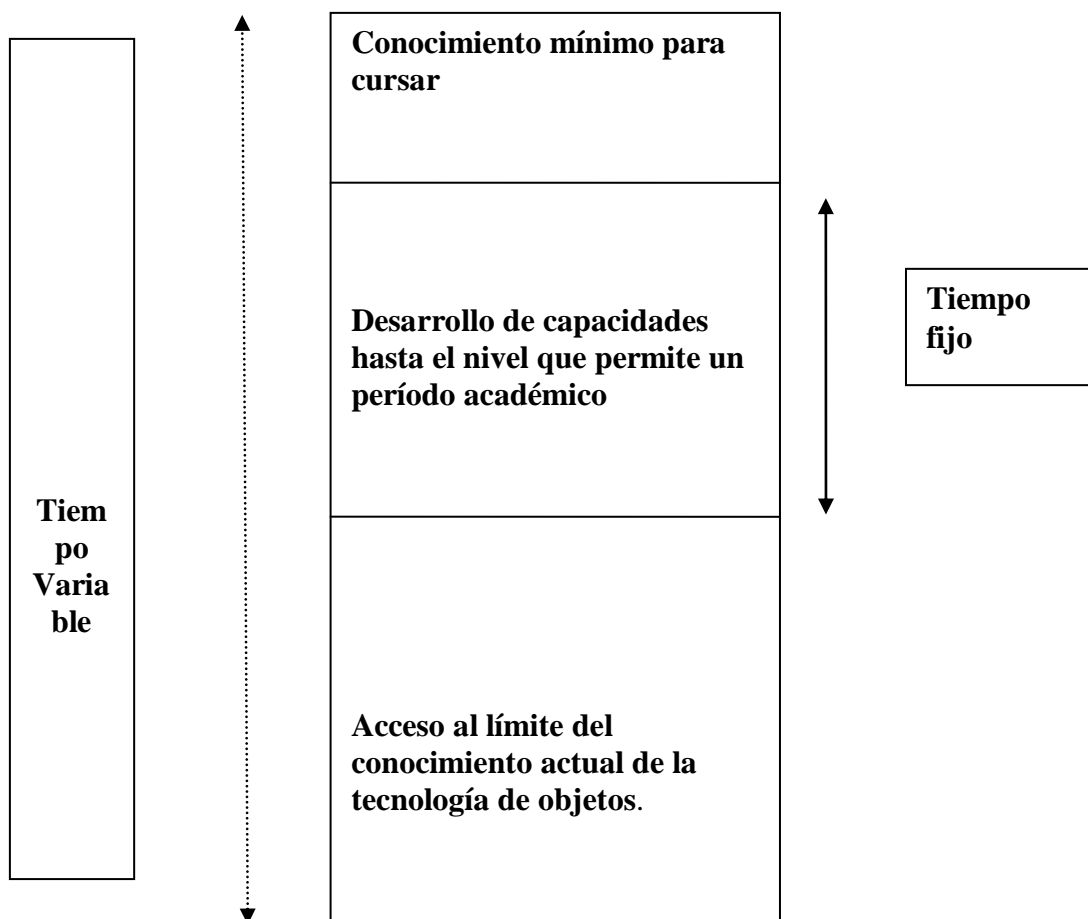 Conocimiento mínimo para
cursar
Desarrollo de capacidades
hasta el nivel que permite un
período académico
Tiempo
fijo
Tiem
po
Varia
ble
Acceso al límite del
conocimiento actual de la
tecnología de objetos.